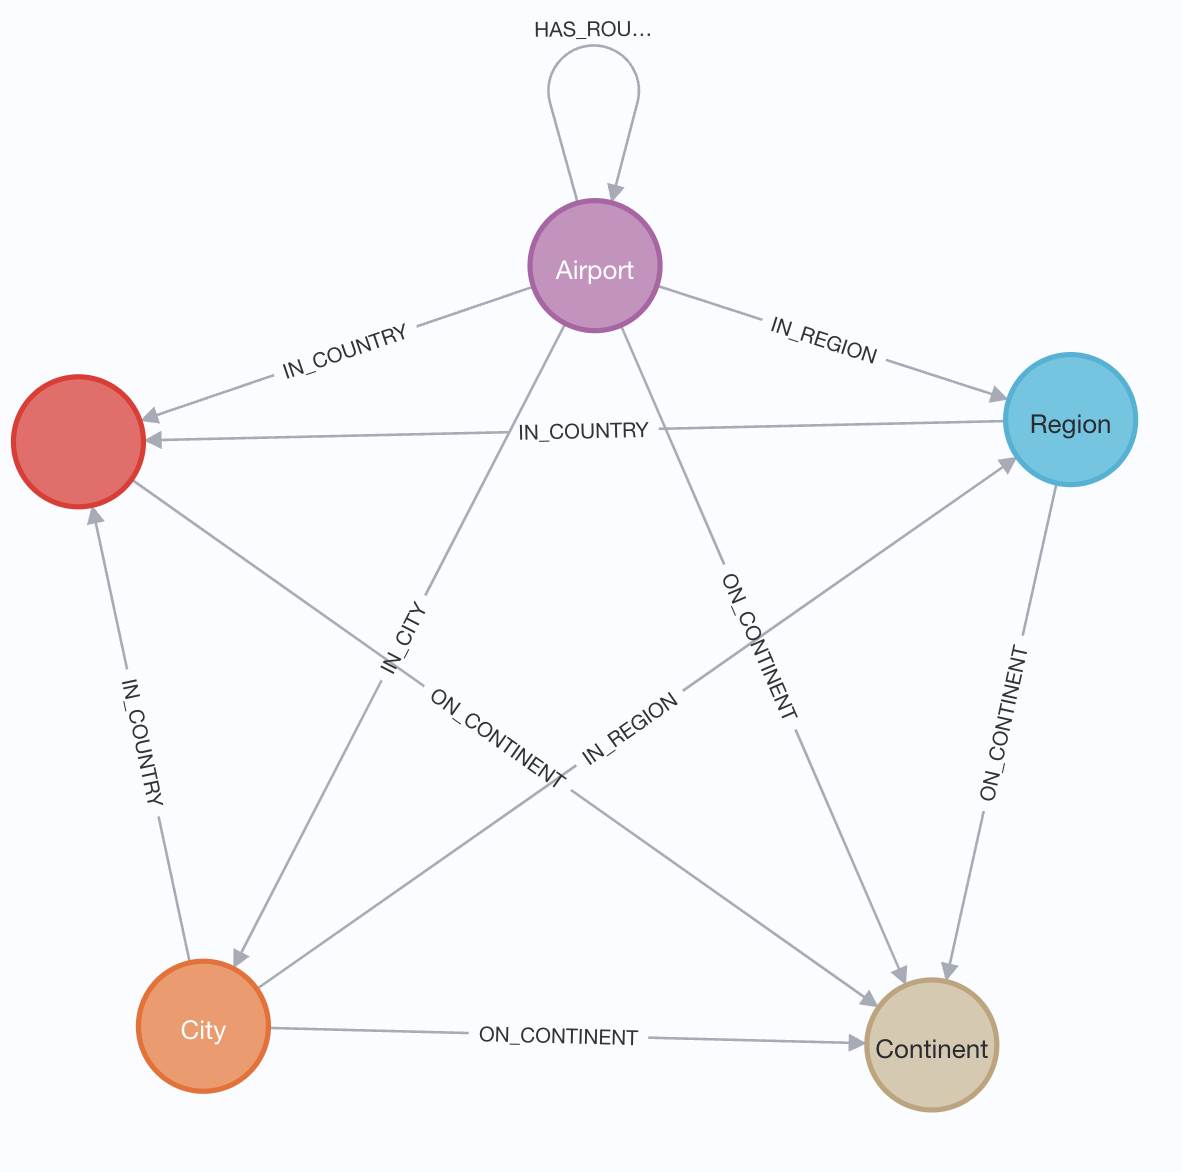 HAS_ROU...
Airport
IN_COUNTRY
IN_REGION
Region
IN_COUNTRY
IN_CITY
ON_CONTINENT
ON_CONTINENT
IN_REGION
ON_CONTINENT
IN_COUNTRY
City
ON_CONTINENT
Continent